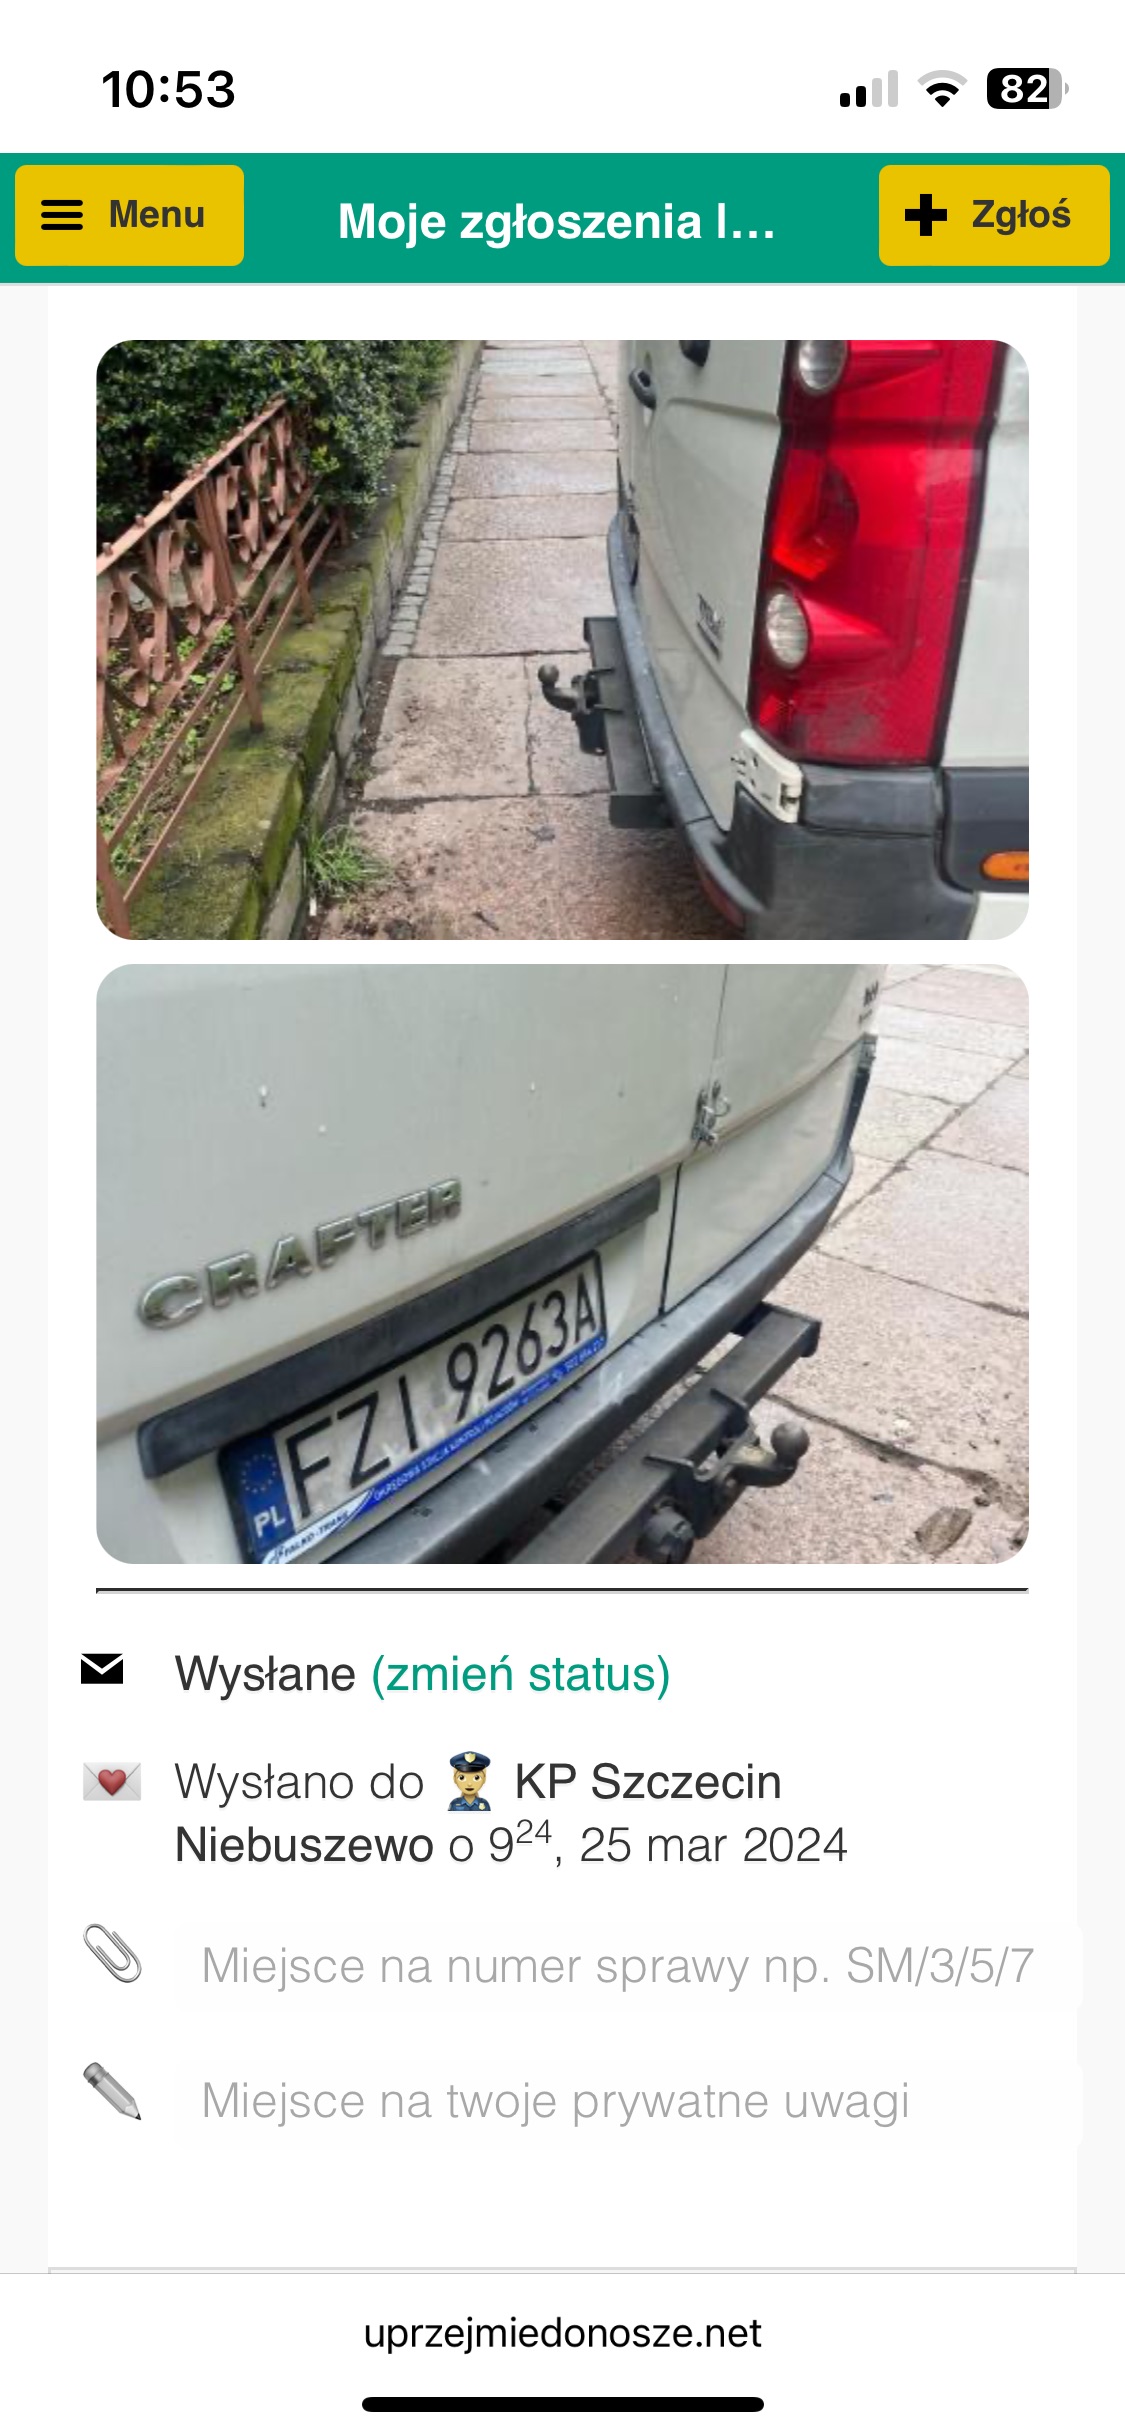 10:53
82
Menu
Moje zgłoszenia l...
Zgłoś
CRAFTER
FZI 9263A
PL
Wysłane (zmień status)
Wysłano do KP Szczecin
Niebuszewo o 9²⁴, 25 mar 2024
Miejsce na numer sprawy np. SM/3/5/7
Miejsce na twoje prywatne uwagi
uprzejmiedonosze.net